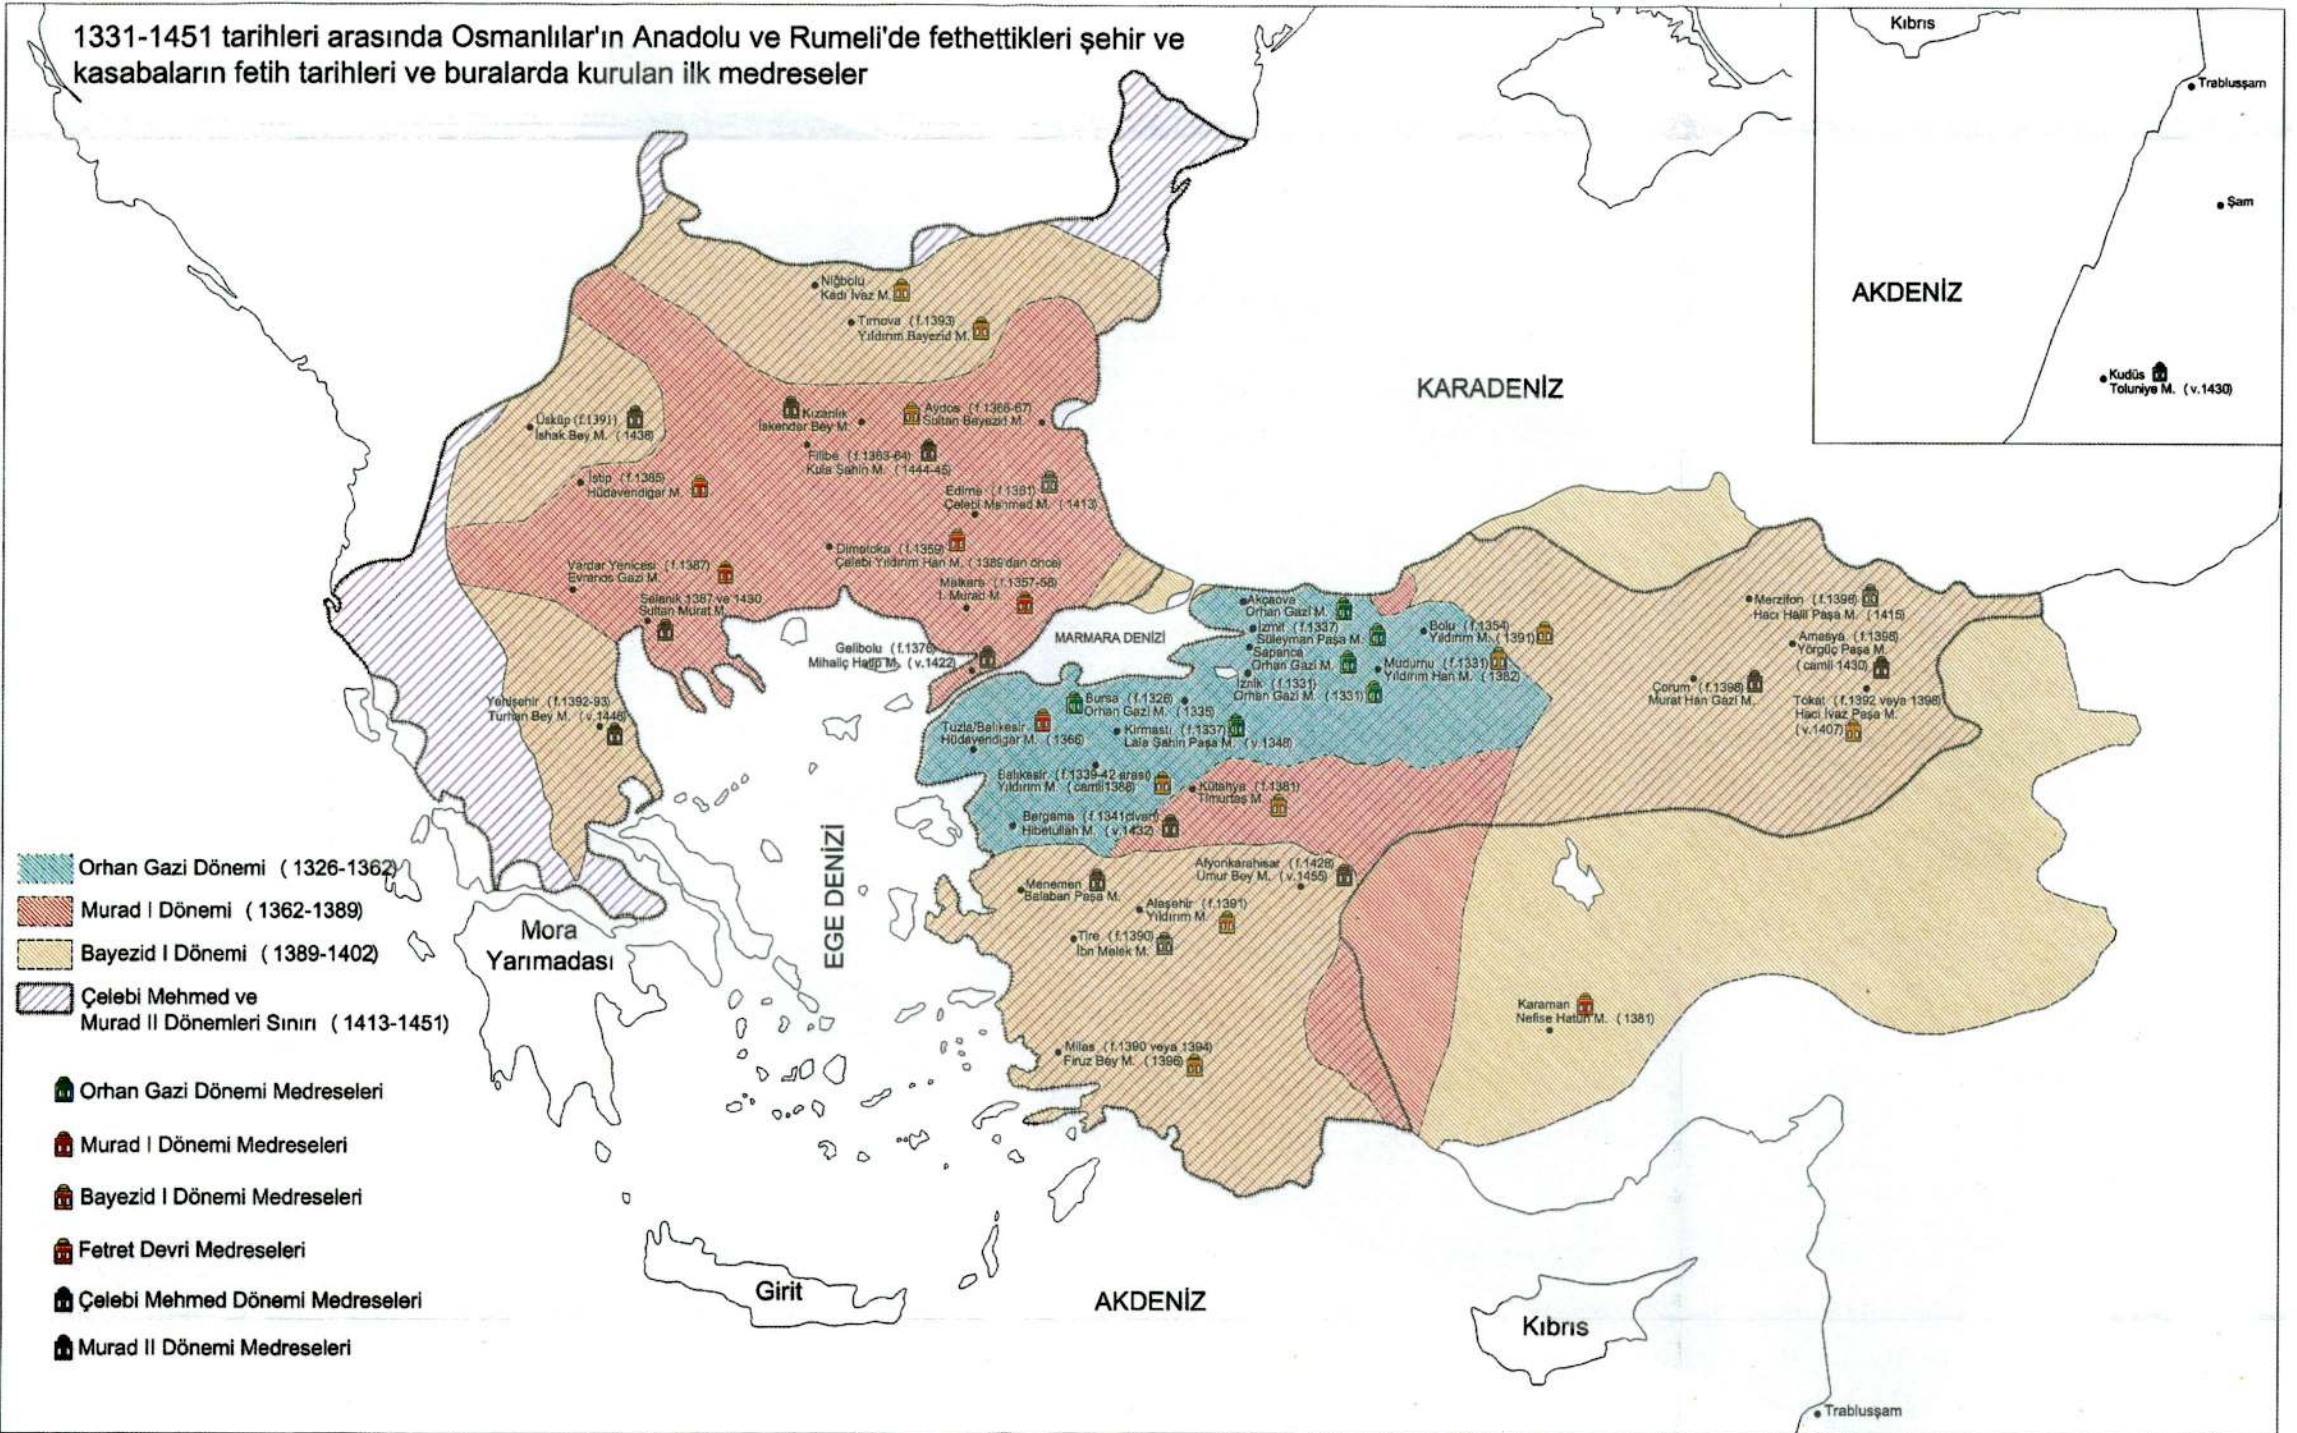 1331-1451 tarihleri arasında Osmanlılar'ın Anadolu ve Rumeli'de fethettikleri şehir ve
kasabaların fetih tarihleri ve buralarda kurulan ilk medreseler
Kıbrıs
Trablusşam
Şam
AKDENİZ
Kudüs
Toluniye M. (v.1430)
KARADENİZ
Niğbolu
Kadı İvaz M.
Tırnova (f.1393)
Yıldırım Bayezid M.
Üsküp (f.1391)
İshak Bey M. (1438)
Kızanlık
İskender Bey M.
Aydos (f.1366-67)
Sultan Bayezid M.
Filibe (f.1363-64)
Kula Şahin M. (1444-45)
İştip (f.1385)
Hüdavendigar M.
Edirne (f.1361)
Çelebi Mehmed M. (1413)
Dimetoka (f.1359)
Çelebi Yıldırım Han M. (1389'dan önce)
Vardar Yenicesi (f.1387)
Evrenos Gazi M.
Malkara (f.1357-58)
I. Murad M.
Selanik 1387 ve 1430
Sultan Murat M.
Gelibolu (f.1376)
Mihaliç Hatip M. (v.1422)
MARMARA DENİZİ
Yenişehir (f.1392-93)
Turhan Bey M. (v.1446)
Akçaova
Orhan Gazi M.
İzmit (f.1337)
Süleyman Paşa M.
Sapanca
Orhan Gazi M.
İznik (f.1331)
Orhan Gazi M. (1331)
Bolu (f.1354)
Yıldırım M. (1391)
Mudurnu (f.1331)
Yıldırım Han M. (1382)
Bursa (f.1326)
Orhan Gazi M. (1335)
Tuzla/Balıkesir
Hüdavendigar M. (1366)
Kirmasti (f.1337)
Lala Şahin Paşa M. (v.1348)
Balıkesir (f.1339-42 arası)
Yıldırım M. (camii1388)
Kütahya (f.1381)
Timurtaş M.
Bergama (f.1341civarı)
Hibetullah M. (v.1432)
Merzifon (f.1398)
Hacı Halil Paşa M. (1415)
Amasya (f.1398)
Yörgüç Paşa M.
(camii 1430)
Çorum (f.1398)
Murat Han Gazi M.
Tokat (f.1392 veya 1398)
Hacı İvaz Paşa M.
(v.1407)
Afyonkarahisar (f.1428)
Umur Bey M. (v.1455)
Menemen
Balaban Paşa M.
Alaşehir (f.1391)
Yıldırım M.
Tire (f.1390)
İbn Melek M.
Karaman
Nefise Hatun M. (1381)
Milas (f.1390 veya 1394)
Firuz Bey M. (1396)
EGE DENİZİ
Mora
Yarımadası
Girit
AKDENİZ
Kıbrıs
Trablusşam
Orhan Gazi Dönemi (1326-1362)
Murad I Dönemi (1362-1389)
Bayezid I Dönemi (1389-1402)
Çelebi Mehmed ve
Murad II Dönemleri Sınırı (1413-1451)
Orhan Gazi Dönemi Medreseleri
Murad I Dönemi Medreseleri
Bayezid I Dönemi Medreseleri
Fetret Devri Medreseleri
Çelebi Mehmed Dönemi Medreseleri
Murad II Dönemi Medreseleri